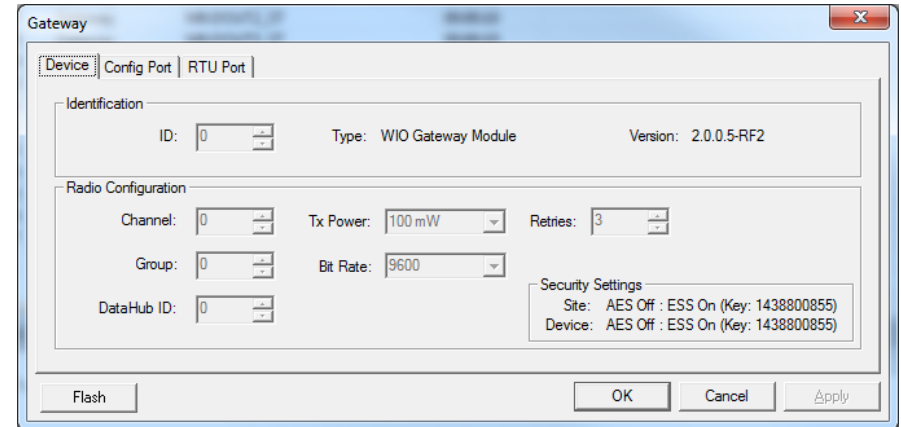 Gateway
Device Config Port RTU Port
Identification
ID: 0 Type: WIO Gateway Module Version: 2.0.0.5-RF2
Radio Configuration
Channel: 0 Tx Power: 100 mW Retries: 3
Group: 0 Bit Rate: 9600
DataHub ID: 0
Security Settings
Site: AES Off : ESS On (Key: 1438800855)
Device: AES Off : ESS On (Key: 1438800855)
Flash OK Cancel Apply